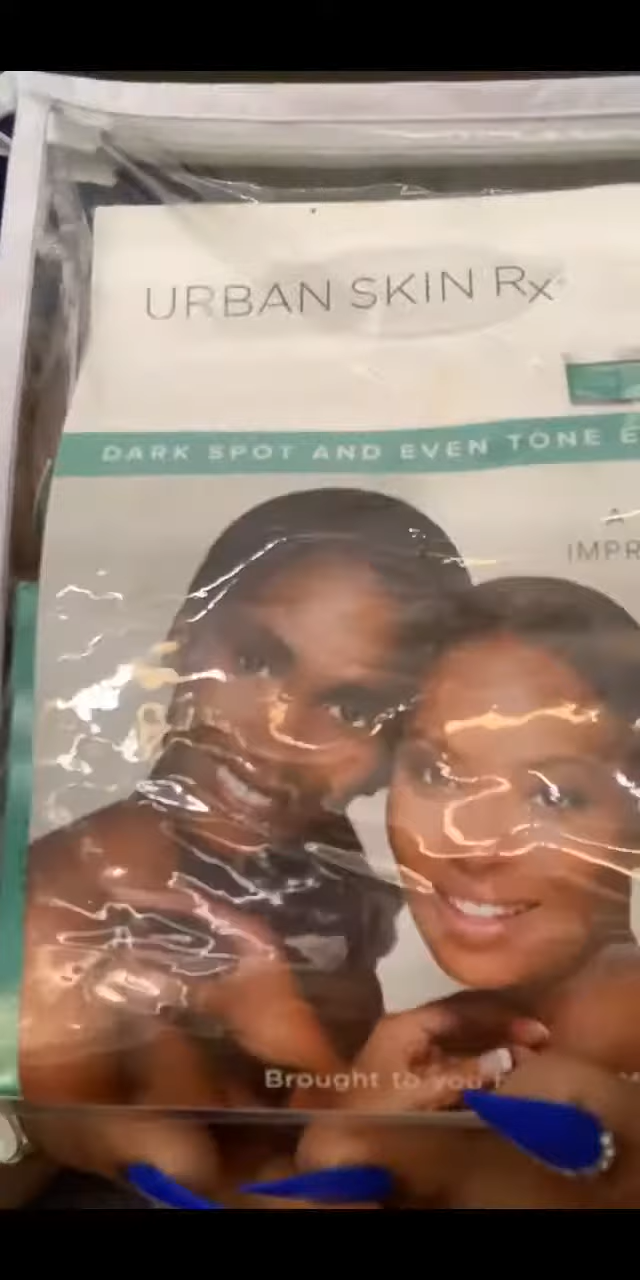 URBAN SKIN Rx
DARK SPOT AND EVEN TONE E
A
IMPR
Brought to you